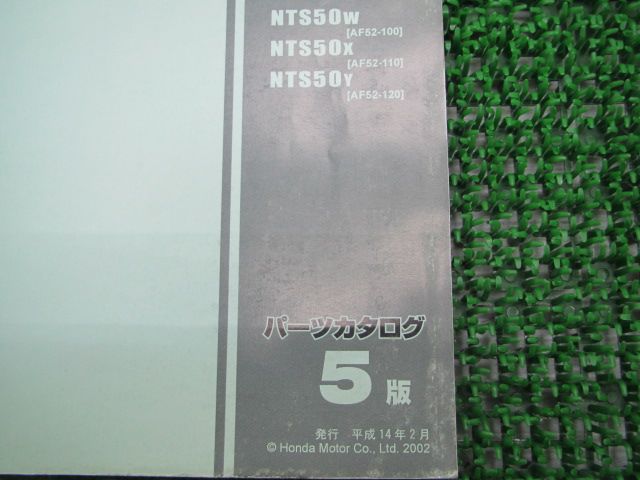 NTS50W
[AF52-100]
NTS50X
[AF52-110]
NTS50Y
[AF52-120]
パーツカタログ
5版
発行 平成14年2月
© Honda Motor Co., Ltd. 2002